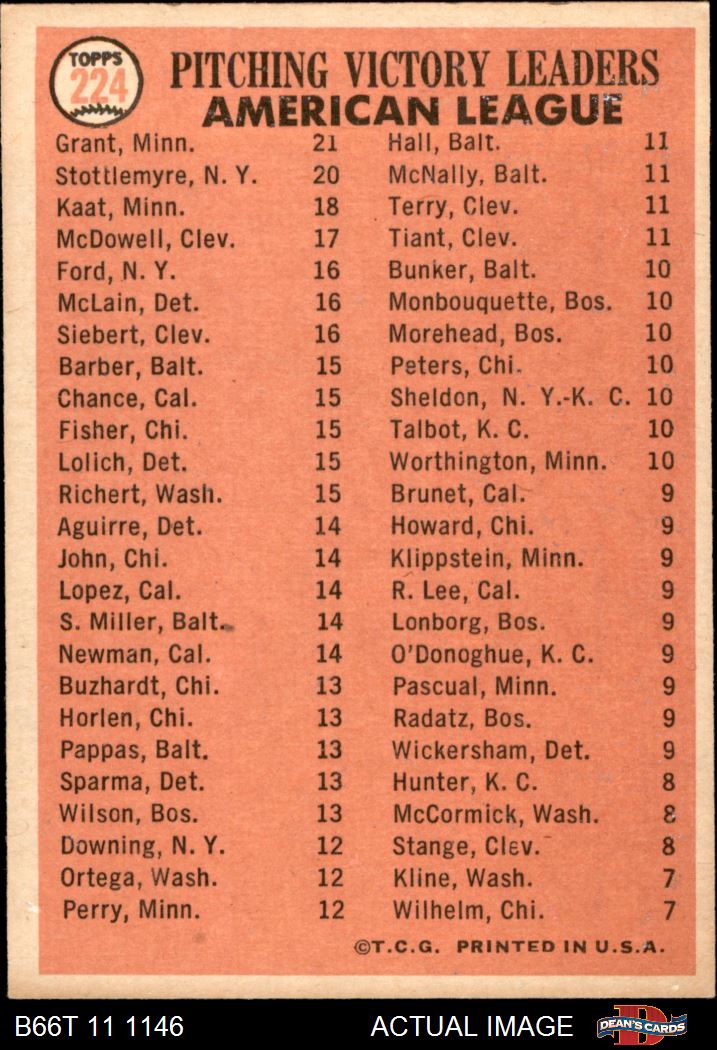 TOPPS
224
PITCHING VICTORY LEADERS
AMERICAN LEAGUE
Grant, Minn. 21
Stottlemyre, N. Y. 20
Kaat, Minn. 18
McDowell, Clev. 17
Ford, N. Y. 16
McLain, Det. 16
Siebert, Clev. 16
Barber, Balt. 15
Chance, Cal. 15
Fisher, Chi. 15
Lolich, Det. 15
Richert, Wash. 15
Aguirre, Det. 14
John, Chi. 14
Lopez, Cal. 14
S. Miller, Balt. 14
Newman, Cal. 14
Buzhardt, Chi. 13
Horlen, Chi. 13
Pappas, Balt. 13
Sparma, Det. 13
Wilson, Bos. 13
Downing, N. Y. 12
Ortega, Wash. 12
Perry, Minn. 12
Hall, Balt. 11
McNally, Balt. 11
Terry, Clev. 11
Tiant, Clev. 11
Bunker, Balt. 10
Monbouquette, Bos. 10
Morehead, Bos. 10
Peters, Chi. 10
Sheldon, N. Y.-K. C. 10
Talbot, K. C. 10
Worthington, Minn. 10
Brunet, Cal. 9
Howard, Chi. 9
Klippstein, Minn. 9
R. Lee, Cal. 9
Lonborg, Bos. 9
O'Donoghue, K. C. 9
Pascual, Minn. 9
Radatz, Bos. 9
Wickersham, Det. 9
Hunter, K. C. 8
McCormick, Wash. 8
Stange, Clev. 8
Kline, Wash. 7
Wilhelm, Chi. 7
©T.C.G. PRINTED IN U.S.A.
B66T 11 1146
ACTUAL IMAGE
DEAN'S CARDS